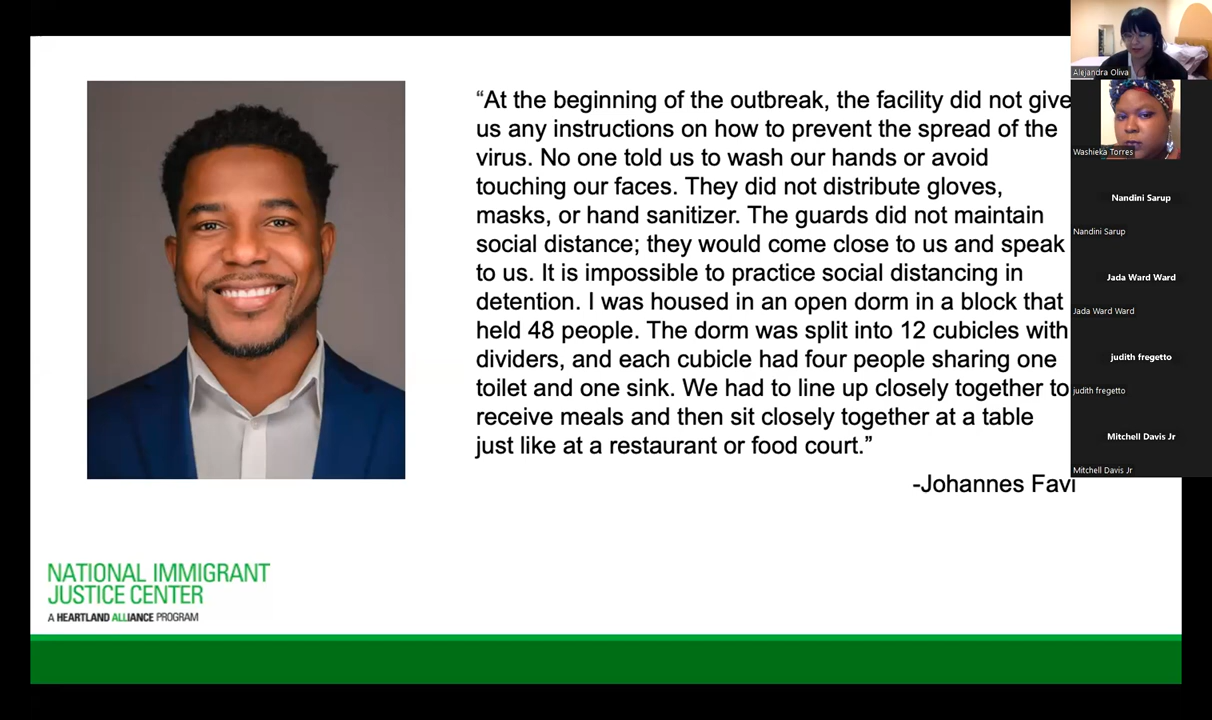 “At the beginning of the outbreak, the facility did not give
us any instructions on how to prevent the spread of the
virus. No one told us to wash our hands or avoid
touching our faces. They did not distribute gloves,
masks, or hand sanitizer. The guards did not maintain
social distance; they would come close to us and speak
to us. It is impossible to practice social distancing in
detention. I was housed in an open dorm in a block that
held 48 people. The dorm was split into 12 cubicles with
dividers, and each cubicle had four people sharing one
toilet and one sink. We had to line up closely together to
receive meals and then sit closely together at a table
just like at a restaurant or food court.”
-Johannes Favi
NATIONAL IMMIGRANT
JUSTICE CENTER
A HEARTLAND ALLIANCE PROGRAM
Alejandra Oliva
Washieka Torres
Nandini Sarup
Nandini Sarup
Jada Ward Ward
Jada Ward Ward
judith fregetto
judith fregetto
Mitchell Davis Jr
Mitchell Davis Jr